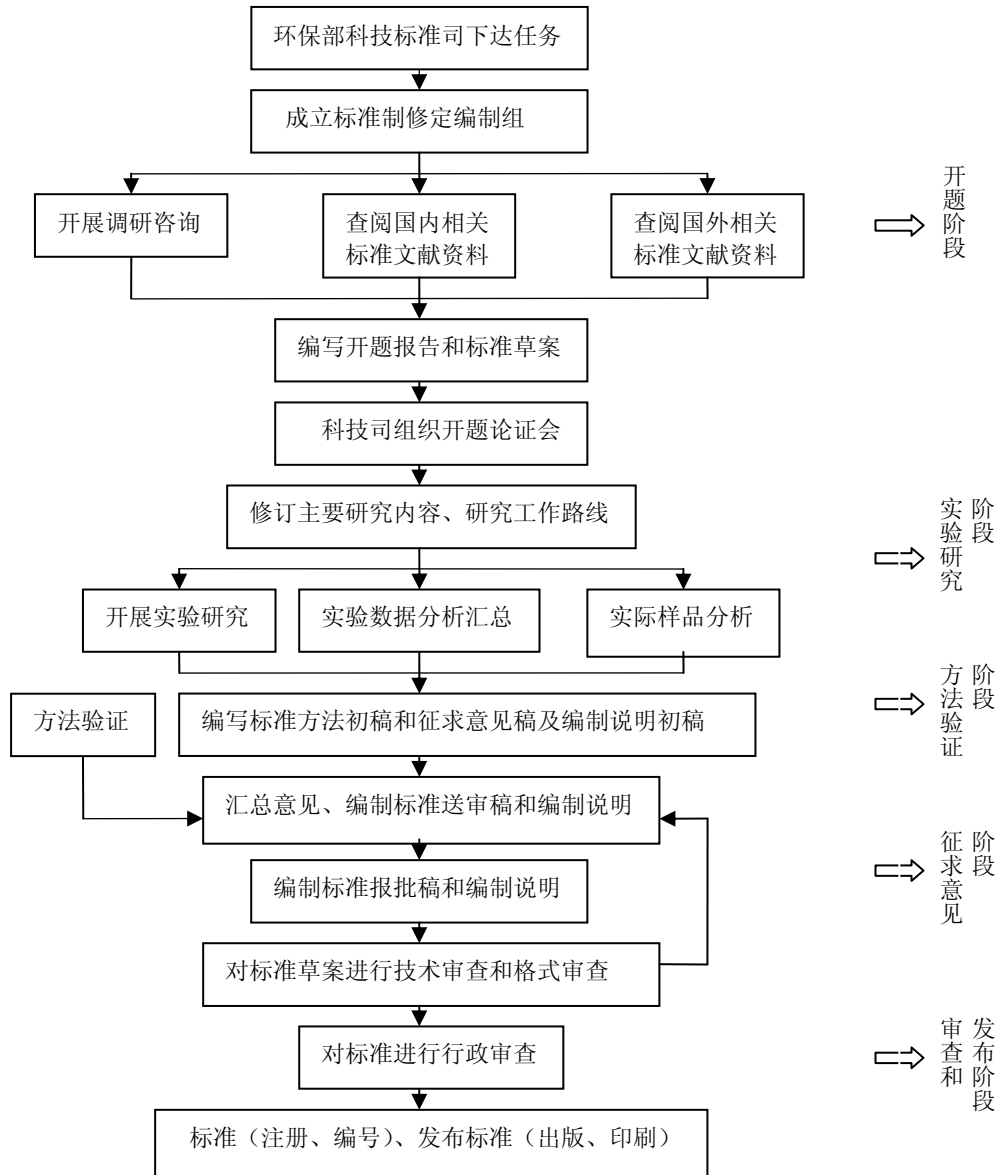 环保部科技标准司下达任务
成立标准制修定编制组
开展调研咨询
查阅国内相关
标准文献资料
查阅国外相关
标准文献资料
开题阶段
编写开题报告和标准草案
科技司组织开题论证会
修订主要研究内容、研究工作路线
实验研究
阶段
开展实验研究
实验数据分析汇总
实际样品分析
方法验证
编写标准方法初稿和征求意见稿及编制说明初稿
方法验证
阶段
汇总意见、编制标准送审稿和编制说明
编制标准报批稿和编制说明
征求意见
阶段
对标准草案进行技术审查和格式审查
对标准进行行政审查
审查和
发布阶段
标准（注册、编号）、发布标准（出版、印刷）